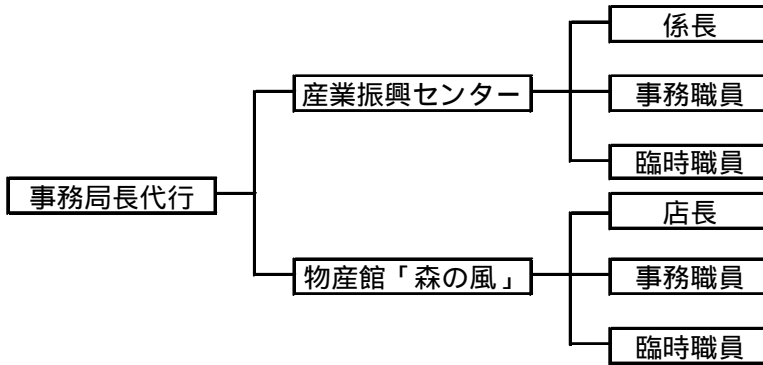 係長
産業振興センター
事務職員
臨時職員
事務局長代行
店長
物産館「森の風」
事務職員
臨時職員